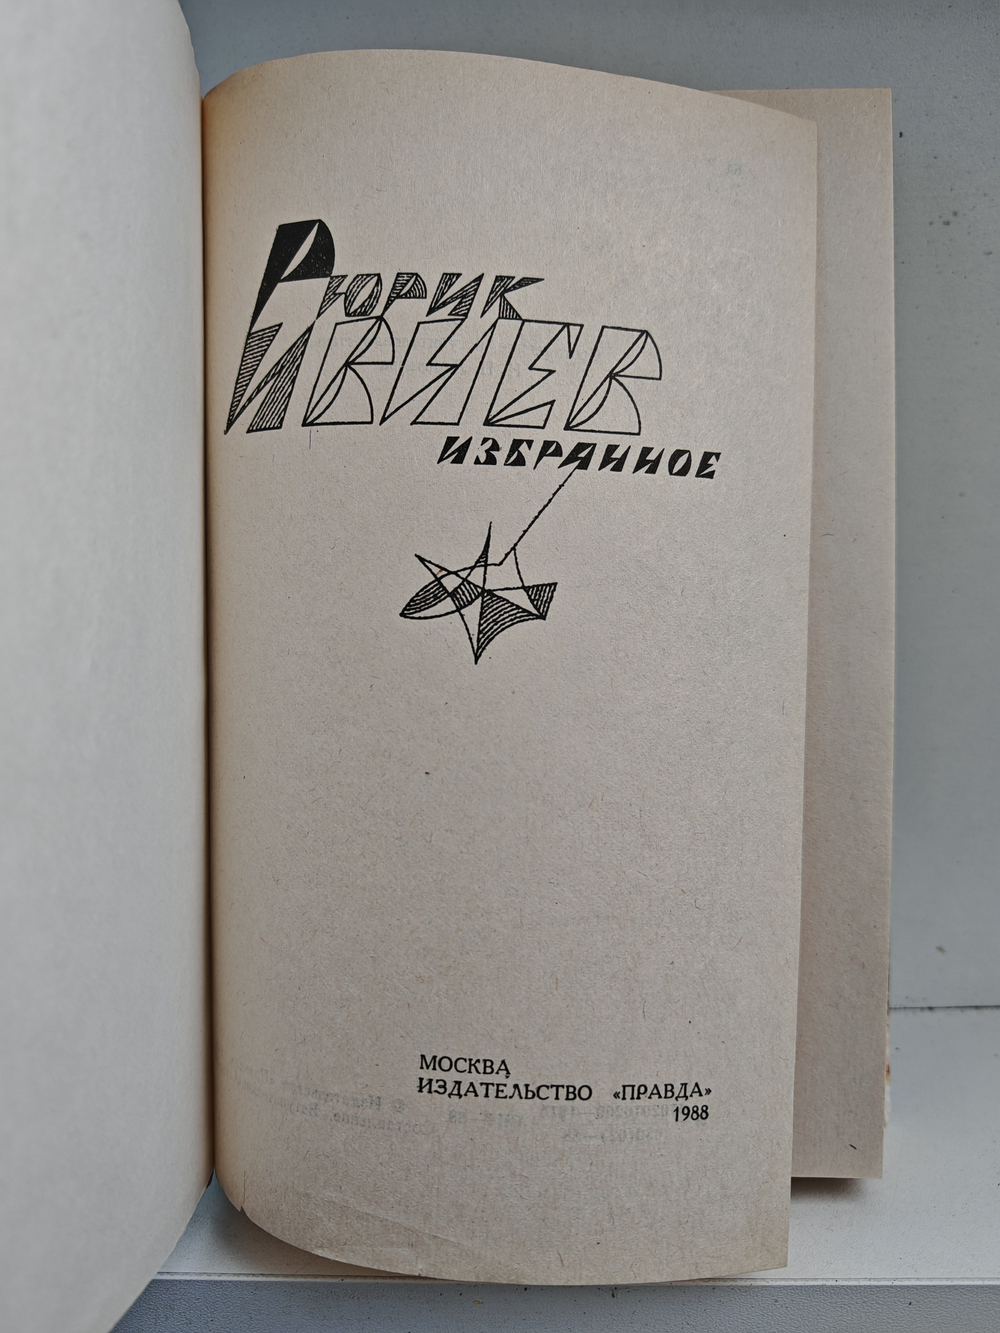 РЮРИК
ИВНЕВ
ИЗБРАННОЕ
МОСКВА
ИЗДАТЕЛЬСТВО «ПРАВДА»
1988